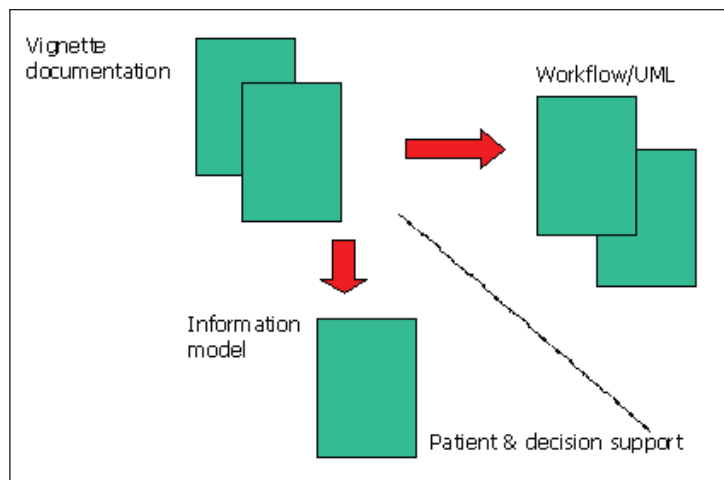 Vignette
documentation
Workflow/UML
Information
model
Patient & decision support